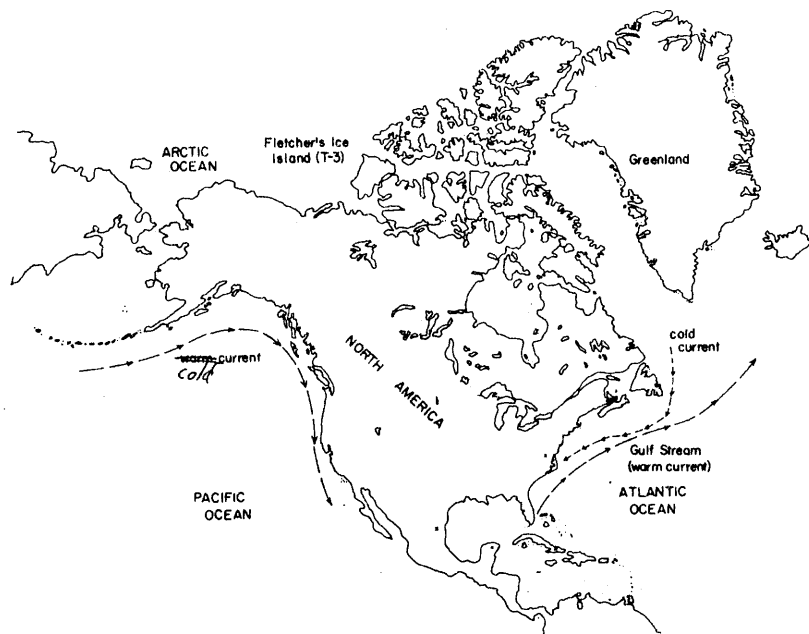 Fletcher's Ice
Island (T-3)
ARCTIC
OCEAN
Greenland
cold
current
warm current
Cold
NORTH AMERICA
Gulf Stream
(warm current)
PACIFIC
OCEAN
ATLANTIC
OCEAN